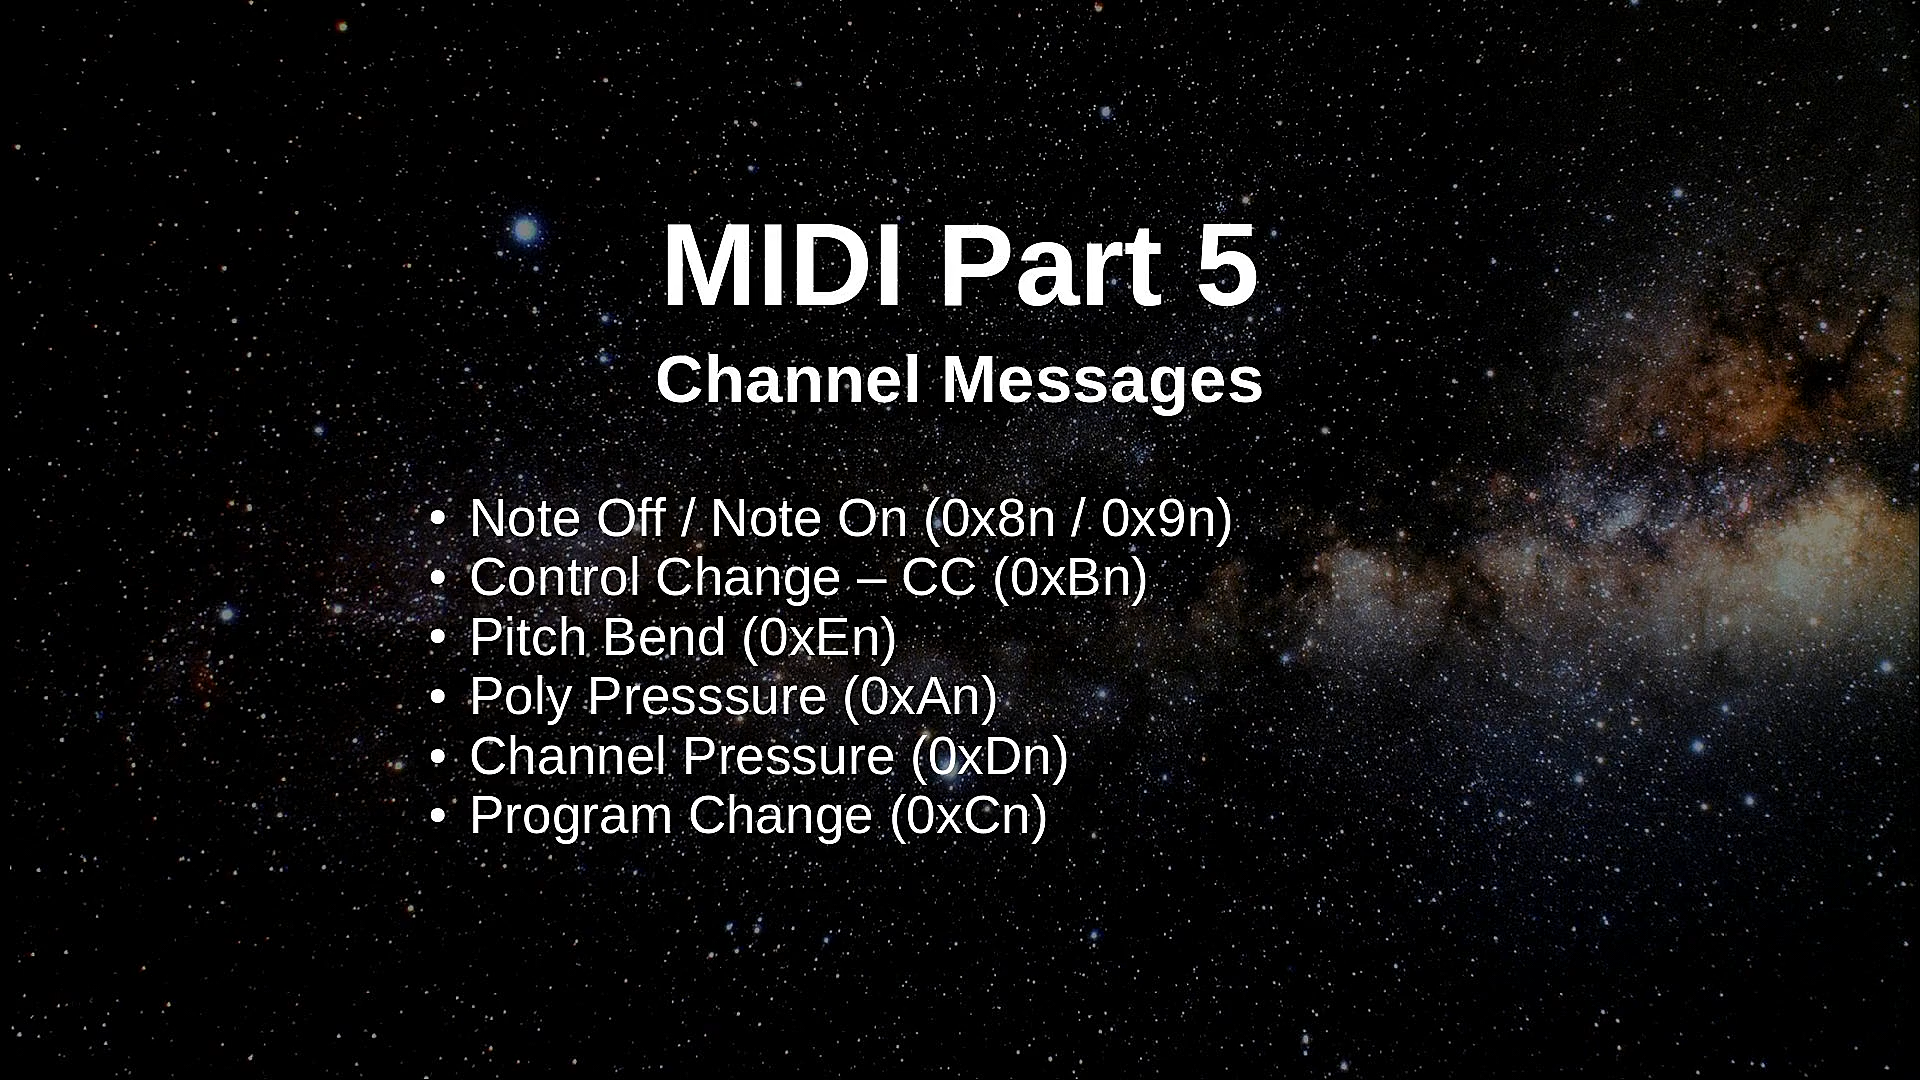 MIDI Part 5
Channel Messages
• Note Off / Note On (0x8n / 0x9n)
• Control Change – CC (0xBn)
• Pitch Bend (0xEn)
• Poly Presssure (0xAn)
• Channel Pressure (0xDn)
• Program Change (0xCn)